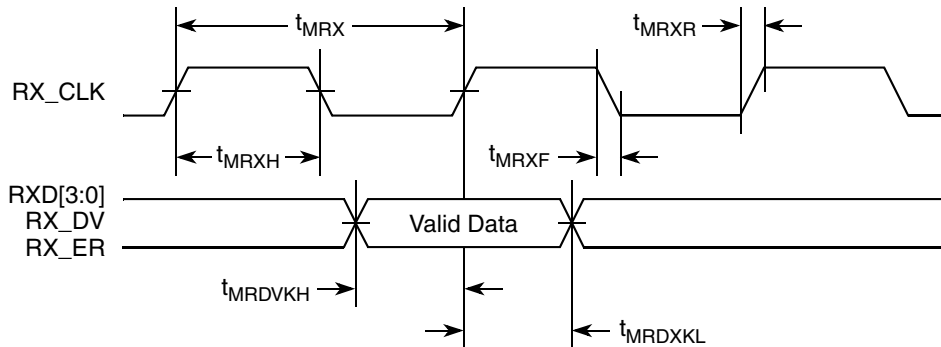 tMRX
tMRXR
RX_CLK
tMRXH
tMRXF
RXD[3:0]
RX_DV
Valid Data
RX_ER
tMRDVKH
tMRDXKL